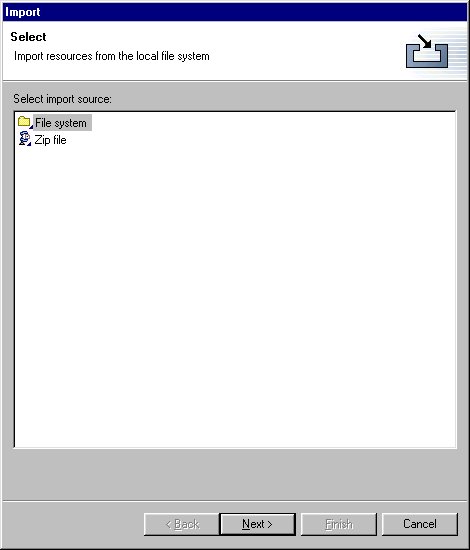 Import
Select
Import resources from the local file system
Select import source:
File system
Zip file
< Back
Next >
Finish
Cancel